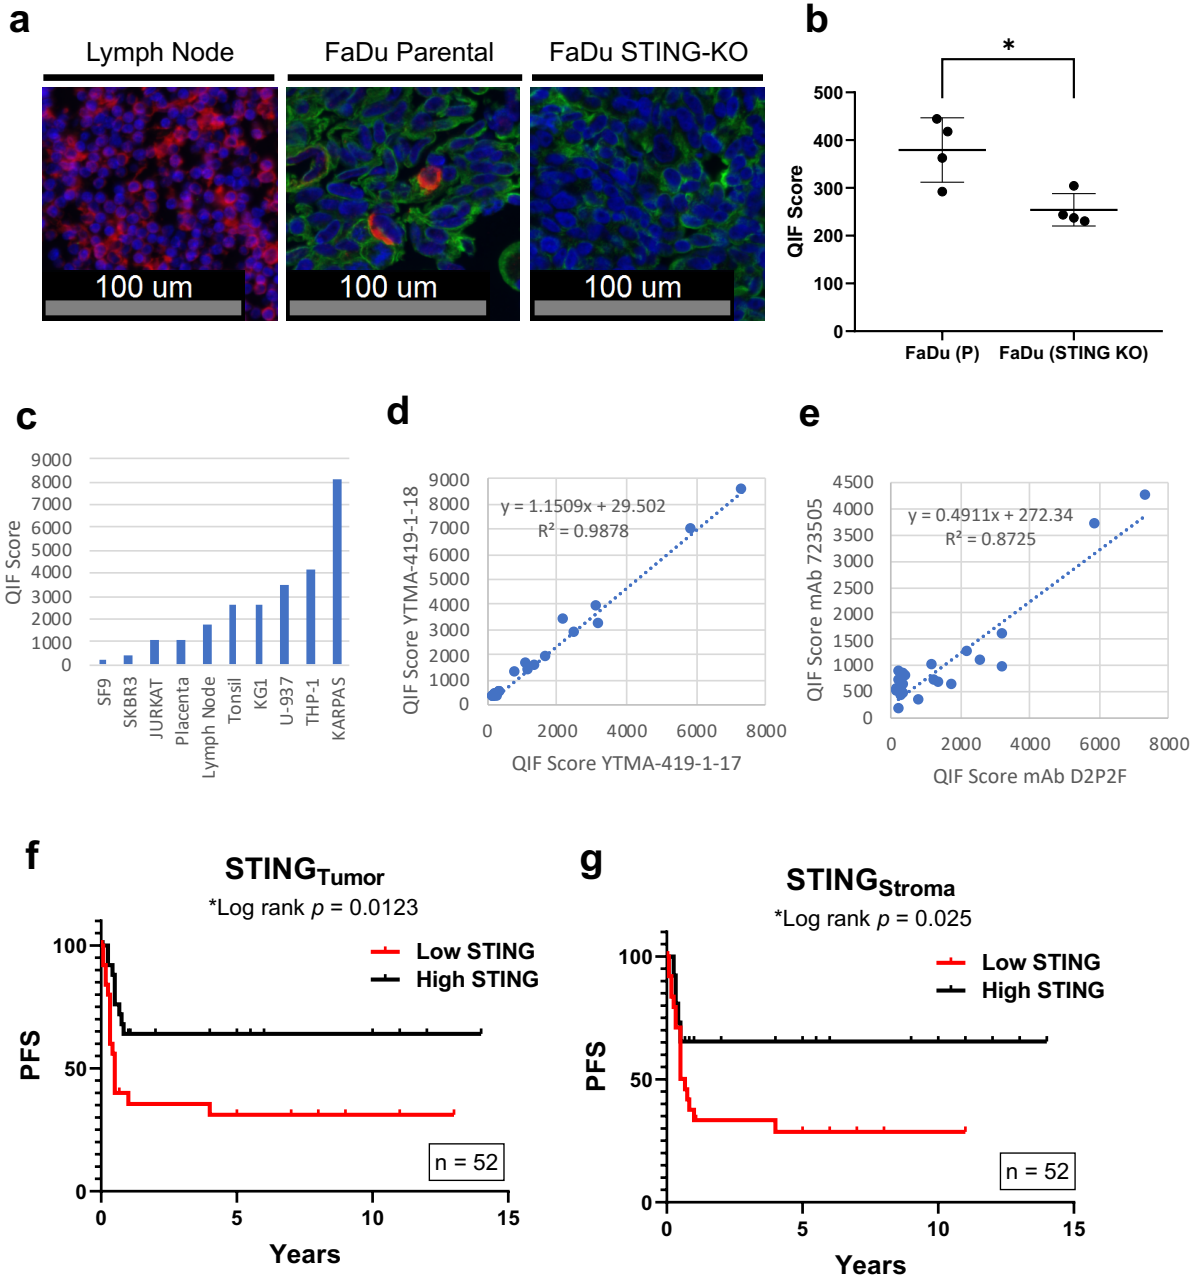 a
Lymph Node
FaDu Parental
FaDu STING-KO
100 um
100 um
100 um
b
*
QIF Score
500
400
300
200
100
0
FaDu (P)
FaDu (STING KO)
c
QIF Score
9000
8000
7000
6000
5000
4000
3000
2000
1000
0
SF9
SKBR3
JURKAT
Placenta
Lymph Node
Tonsil
KG1
U-937
THP-1
KARPAS
d
QIF Score YTMA-419-1-18
9000
8000
7000
6000
5000
4000
3000
2000
1000
0
y = 1.1509x + 29.502
R² = 0.9878
0 2000 4000 6000 8000
QIF Score YTMA-419-1-17
e
QIF Score mAb 723505
4500
4000
3500
3000
2500
2000
1500
1000
500
0
y = 0.4911x + 272.34
R² = 0.8725
0 2000 4000 6000 8000
QIF Score mAb D2P2F
f
STINGTumor
*Log rank p = 0.0123
Low STING
High STING
PFS
100
50
0
n = 52
0 5 10 15
Years
g
STINGStroma
*Log rank p = 0.025
Low STING
High STING
PFS
100
50
0
n = 52
0 5 10 15
Years